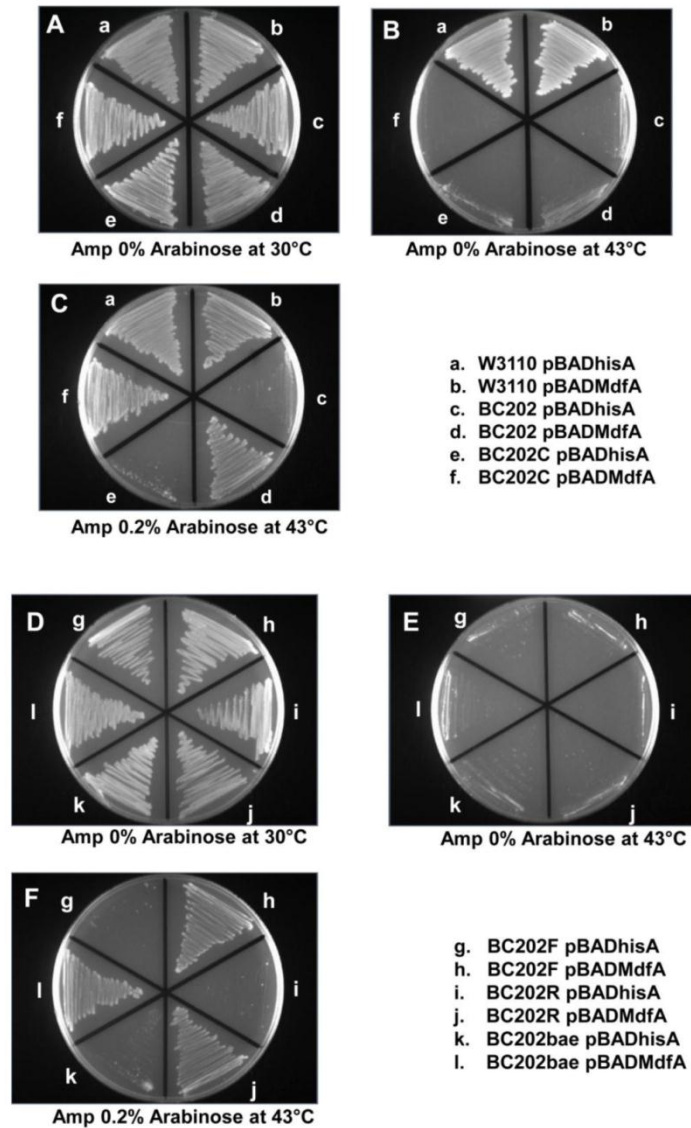 A
a
b
f
c
e
d
Amp 0% Arabinose at 30°C
B
a
b
f
c
e
d
Amp 0% Arabinose at 43°C
C
a
b
f
c
e
d
Amp 0.2% Arabinose at 43°C
a. W3110 pBADhisA
b. W3110 pBADMdfA
c. BC202 pBADhisA
d. BC202 pBADMdfA
e. BC202C pBADhisA
f. BC202C pBADMdfA
D
g
h
l
i
k
j
Amp 0% Arabinose at 30°C
E
g
h
l
i
k
j
Amp 0% Arabinose at 43°C
F
g
h
l
i
k
j
Amp 0.2% Arabinose at 43°C
g. BC202F pBADhisA
h. BC202F pBADMdfA
i. BC202R pBADhisA
j. BC202R pBADMdfA
k. BC202bae pBADhisA
l. BC202bae pBADMdfA